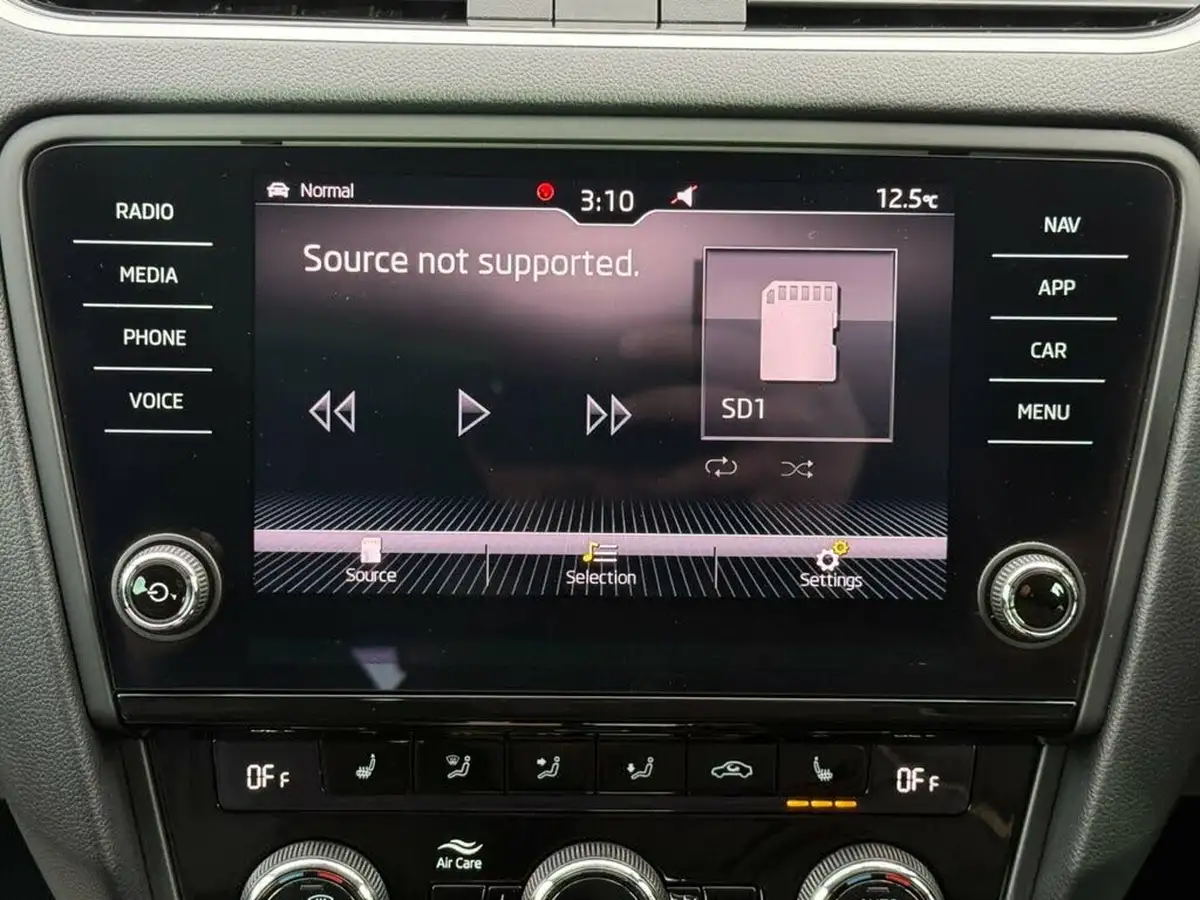 Normal
3:10
12.5℃
RADIO
MEDIA
PHONE
VOICE
Source not supported.
SD1
Source
Selection
Settings
NAV
APP
CAR
MENU
OFF
OFF
Air Care